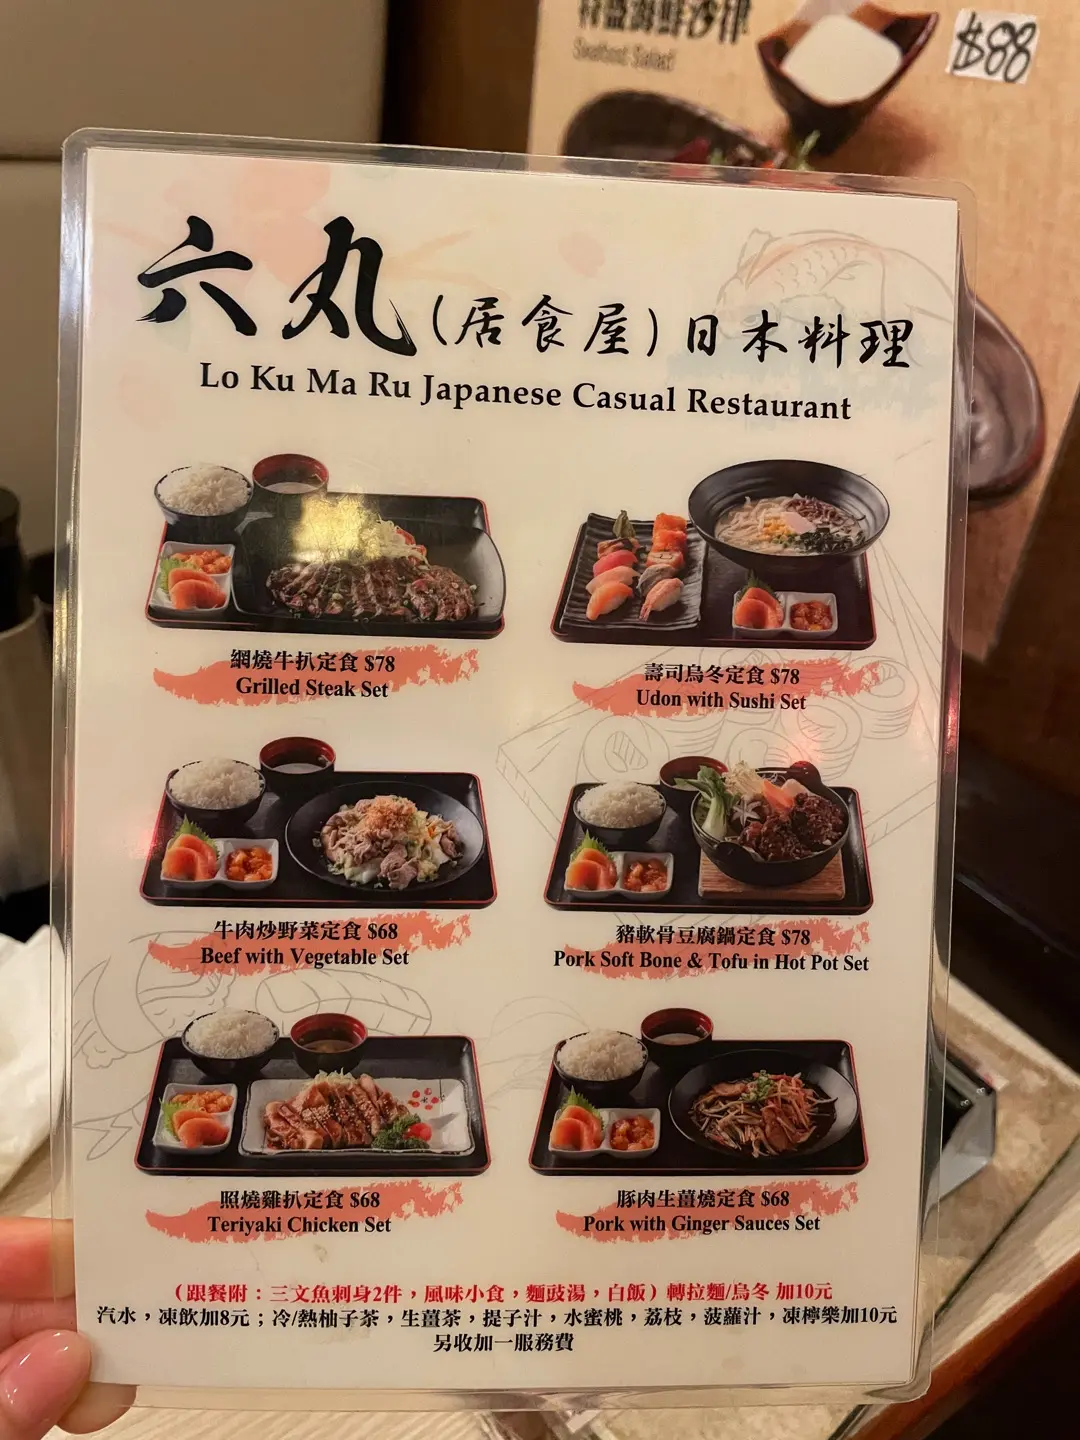 特盛海鮮沙律
Seafood Salad
$88
六丸(居食屋)日本料理
Lo Ku Ma Ru Japanese Casual Restaurant
網燒牛扒定食 $78
Grilled Steak Set
壽司烏冬定食 $78
Udon with Sushi Set
牛肉炒野菜定食 $68
Beef with Vegetable Set
豬軟骨豆腐鍋定食 $78
Pork Soft Bone & Tofu in Hot Pot Set
照燒雞扒定食 $68
Teriyaki Chicken Set
豚肉生薑燒定食 $68
Pork with Ginger Sauces Set
(跟餐附：三文魚刺身2件，風味小食，麵豉湯，白飯) 轉拉麵/烏冬 加10元
汽水，凍飲加8元；冷/熱柚子茶，生薑茶，提子汁，水蜜桃，荔枝，菠蘿汁，凍檸樂加10元
另收加一服務費